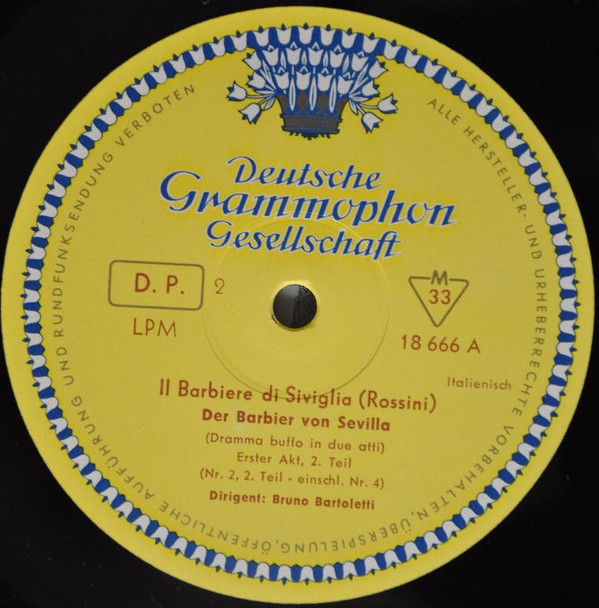 ALLE HERSTELLER- UND URHEBERRECHTE VORBEHALTEN, ÜBERSPIELUNG, ÖFFENTLICHE AUFFÜHRUNG UND RUNDFUNKSENDUNG VERBOTEN
Deutsche
Grammophon
Gesellschaft
D. P. 2
M
33
LPM
18 666 A
Italienisch
Il Barbiere di Siviglia (Rossini)
Der Barbier von Sevilla
(Dramma buffo in due atti)
Erster Akt, 2. Teil
(Nr. 2, 2. Teil - einschl. Nr. 4)
Dirigent: Bruno Bartoletti